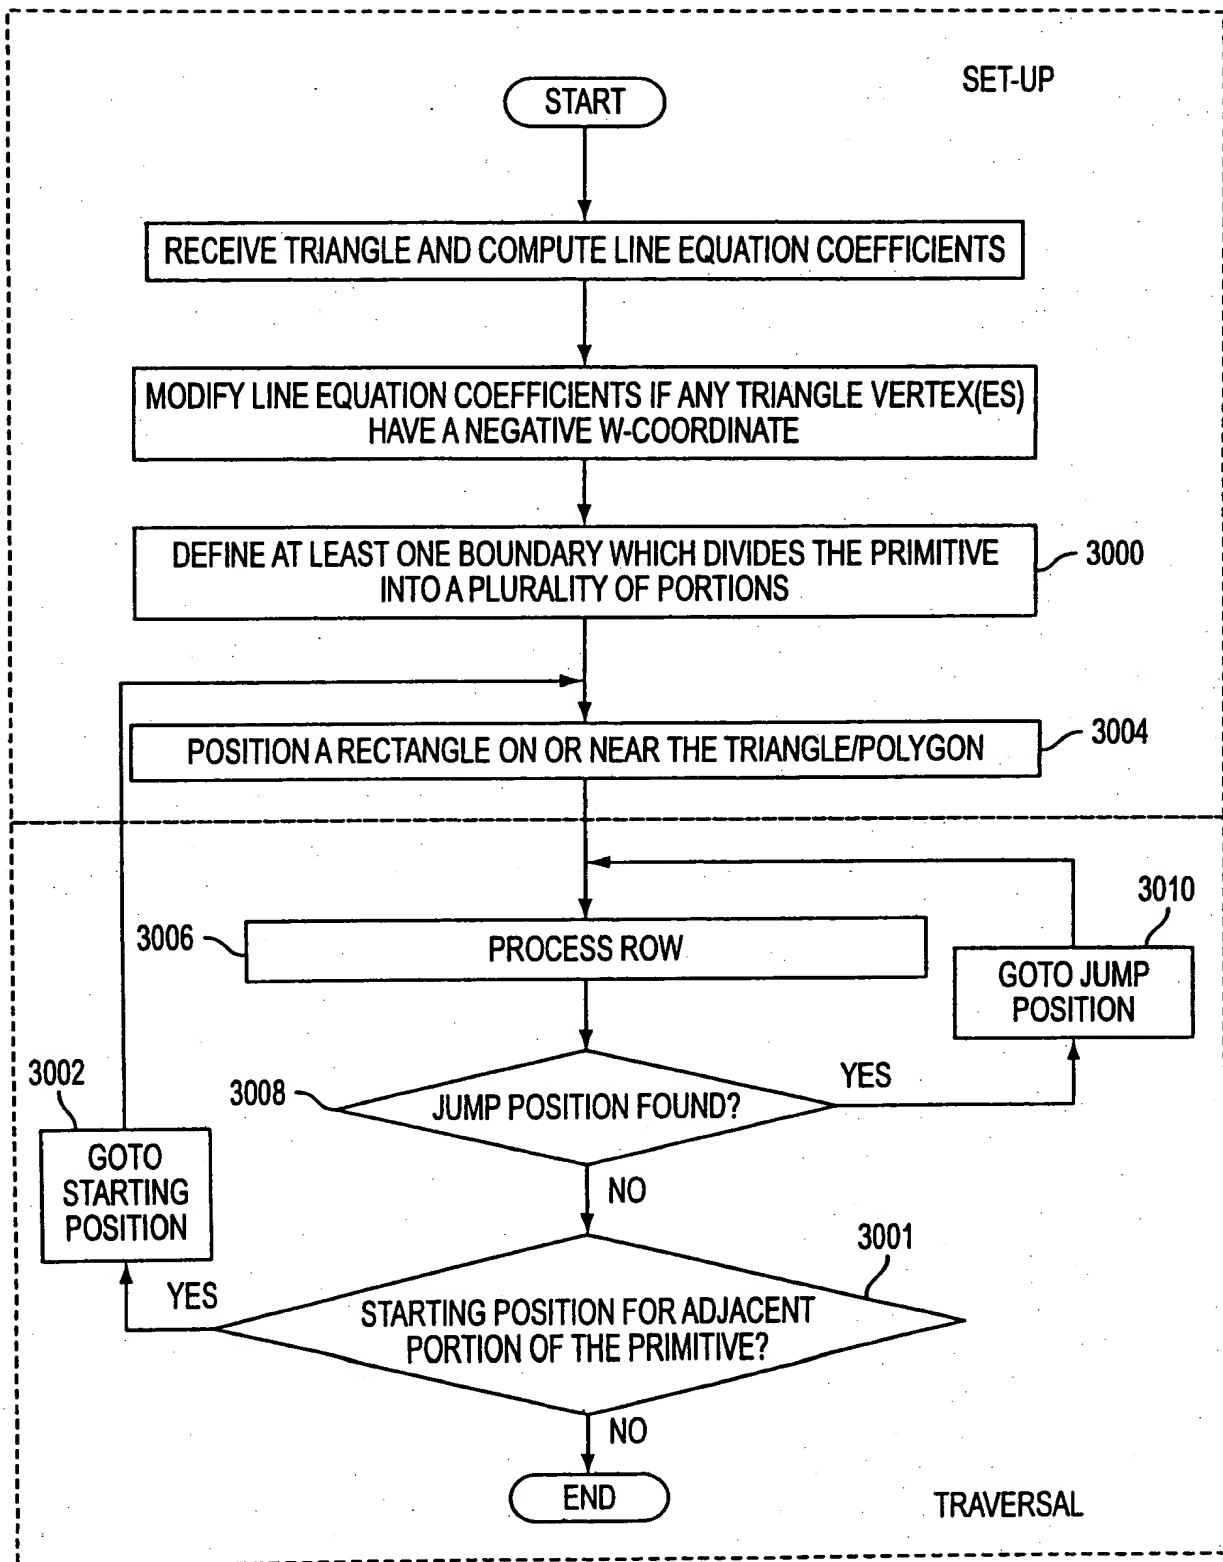 SET-UP
START
RECEIVE TRIANGLE AND COMPUTE LINE EQUATION COEFFICIENTS
MODIFY LINE EQUATION COEFFICIENTS IF ANY TRIANGLE VERTEX(ES)
HAVE A NEGATIVE W-COORDINATE
DEFINE AT LEAST ONE BOUNDARY WHICH DIVIDES THE PRIMITIVE
INTO A PLURALITY OF PORTIONS
3000
POSITION A RECTANGLE ON OR NEAR THE TRIANGLE/POLYGON
3004
3010
3006
PROCESS ROW
GOTO JUMP
POSITION
3002
3008
JUMP POSITION FOUND?
YES
GOTO
STARTING
POSITION
NO
3001
YES
STARTING POSITION FOR ADJACENT
PORTION OF THE PRIMITIVE?
NO
END
TRAVERSAL